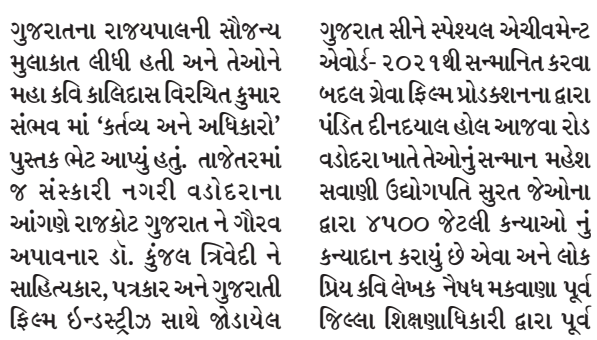 ગુજરાતના રાજયપાલની સૌજન્ય
મુલાકાત લીધી હતી અને તેઓને
મહા કવિ કાલિદાસ વિરચિત કુમાર
સંભવ માં ‘કર્તવ્ય અને અધિકારો’
પુસ્તક ભેટ આપ્યું હતું. તાજેતરમાં
જ સંસ્કારી નગરી વડોદરાના
આંગણે રાજકોટ ગુજરાત ને ગૌરવ
અપાવનાર ડૉ. કુંજલ ત્રિવેદી ને
સાહિત્યકાર, પત્રકાર અને ગુજરાતી
ફિલ્મ ઇન્ડસ્ટ્રીઝ સાથે જોડાયેલ
ગુજરાત સીને સ્પેશ્યલ એચીવમેન્ટ
એવોર્ડ- ૨૦૨૧થી સન્માનિત કરવા
બદલ ગ્રેવા ફિલ્મ પ્રોડક્શનના દ્વારા
પંડિત દીનદયાલ હોલ આજવા રોડ
વડોદરા ખાતે તેઓનું સન્માન મહેશ
સવાણી ઉદ્યોગપતિ સુરત જેઓના
દ્વારા ૪૫૦૦ જેટલી કન્યાઓ નું
કન્યાદાન કરાયું છે એવા અને લોક
પ્રિય કવિ લેખક નૈષધ મકવાણા પૂર્વ
જિલ્લા શિક્ષણાધિકારી દ્વારા પૂર્વ